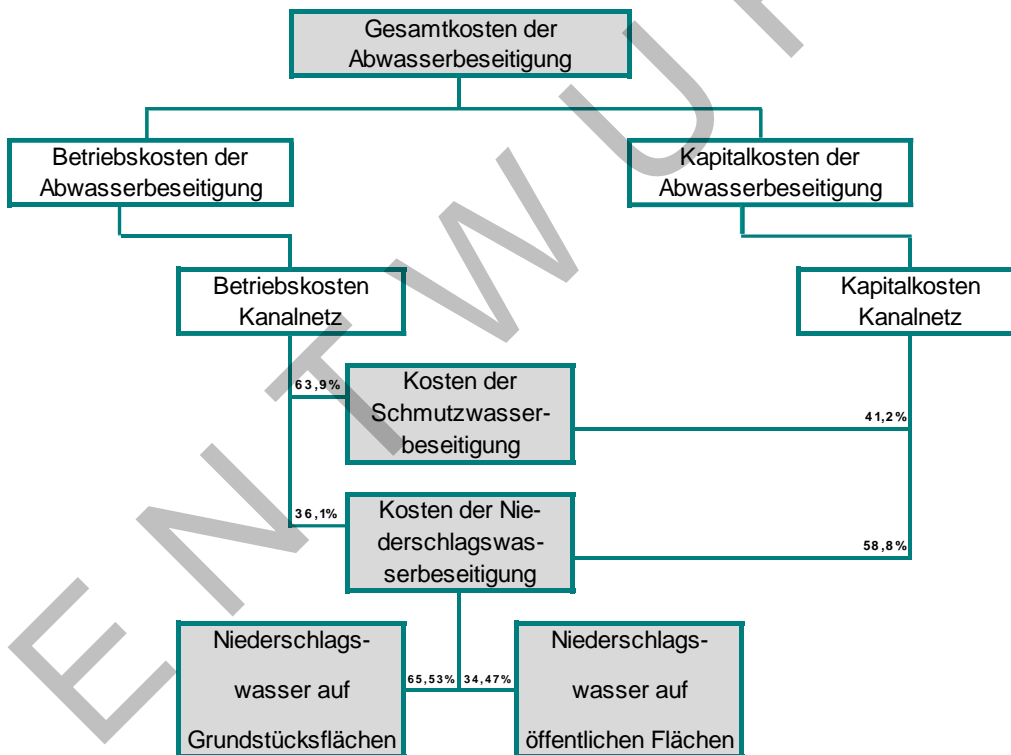 Gesamtkosten der
Abwasserbeseitigung
Betriebskosten der
Abwasserbeseitigung
Kapitalkosten der
Abwasserbeseitigung
Betriebskosten
Kanalnetz
Kapitalkosten
Kanalnetz
63,9%
Kosten der
Schmutzwasser-
beseitigung
41,2%
36,1%
Kosten der Nie-
derschlagswas-
serbeseitigung
58,8%
Niederschlags-
wasser auf
Grundstücksflächen
65,53%
34,47%
Niederschlags-
wasser auf
öffentlichen Flächen
ENTWUR